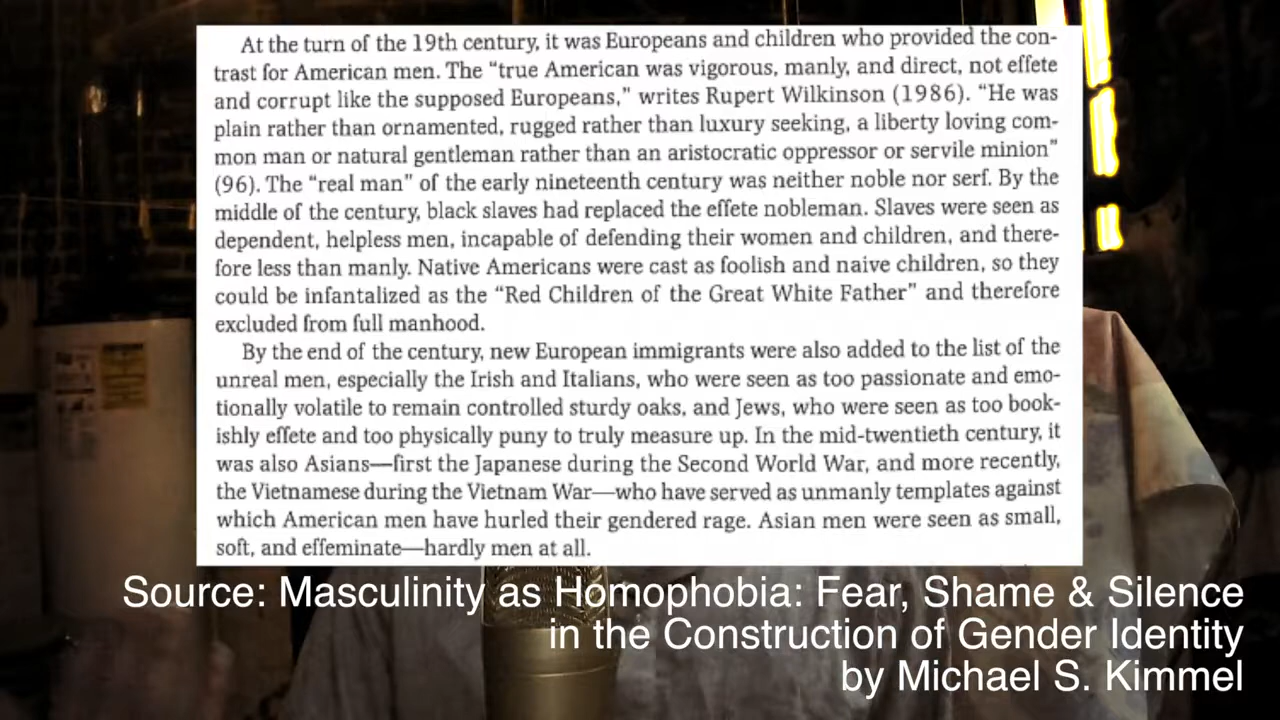 At the turn of the 19th century, it was Europeans and children who provided the con-
trast for American men. The “true American was vigorous, manly, and direct, not effete
and corrupt like the supposed Europeans,” writes Rupert Wilkinson (1986). “He was
plain rather than ornamented, rugged rather than luxury seeking, a liberty loving com-
mon man or natural gentleman rather than an aristocratic oppressor or servile minion”
(96). The “real man” of the early nineteenth century was neither noble nor serf. By the
middle of the century, black slaves had replaced the effete nobleman. Slaves were seen as
dependent, helpless men, incapable of defending their women and children, and there-
fore less than manly. Native Americans were cast as foolish and naive children, so they
could be infantalized as the “Red Children of the Great White Father” and therefore
excluded from full manhood.
By the end of the century, new European immigrants were also added to the list of the
unreal men, especially the Irish and Italians, who were seen as too passionate and emo-
tionally volatile to remain controlled sturdy oaks, and Jews, who were seen as too book-
ishly effete and too physically puny to truly measure up. In the mid-twentieth century, it
was also Asians—first the Japanese during the Second World War, and more recently,
the Vietnamese during the Vietnam War—who have served as unmanly templates against
which American men have hurled their gendered rage. Asian men were seen as small,
soft, and effeminate—hardly men at all.
Source: Masculinity as Homophobia: Fear, Shame & Silence
in the Construction of Gender Identity
by Michael S. Kimmel